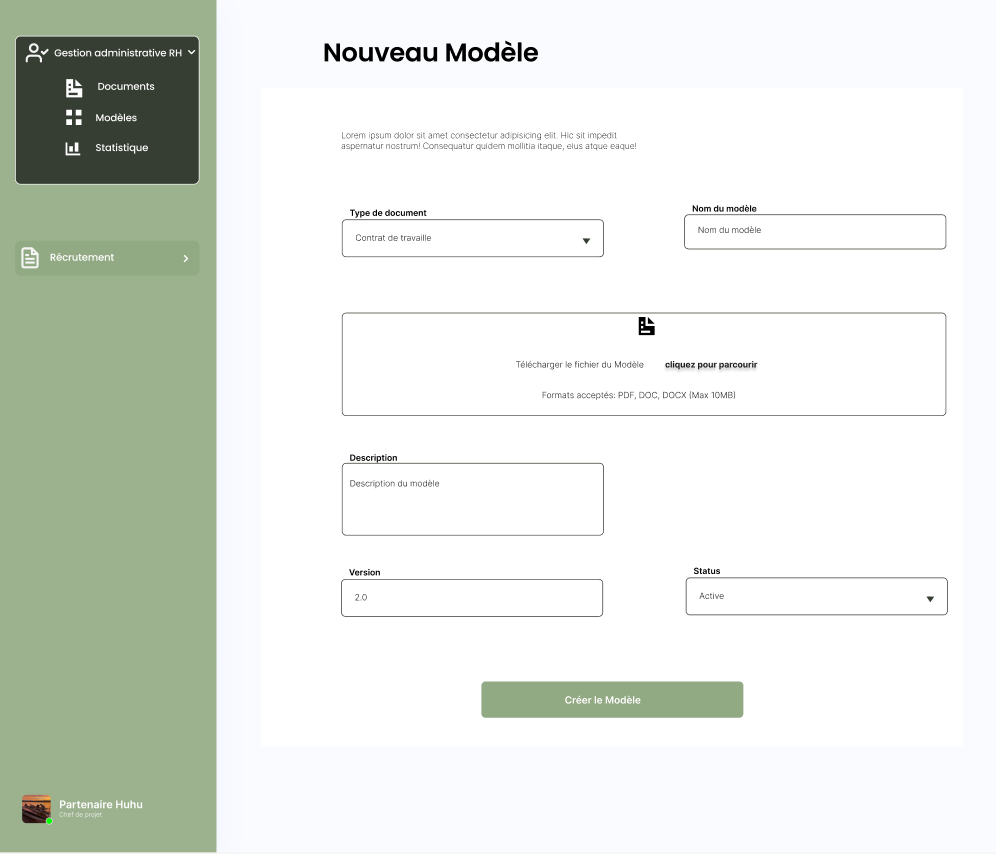 Gestion administrative RH
Documents
Modèles
Statistique
Récrutement
Partenaire Huhu
Chef de projet
Nouveau Modèle
Lorem ipsum dolor sit amet consectetur adipisicing elit. Hic sit impedit
aspernatur nostrum! Consequatur quidem mollitia itaque, eius atque eaque!
Type de document
Contrat de travaille
Nom du modèle
Nom du modèle
Télécharger le fichier du Modèle cliquez pour parcourir
Formats acceptés: PDF, DOC, DOCX (Max 10MB)
Description
Description du modèle
Version
2.0
Status
Active
Créer le Modèle